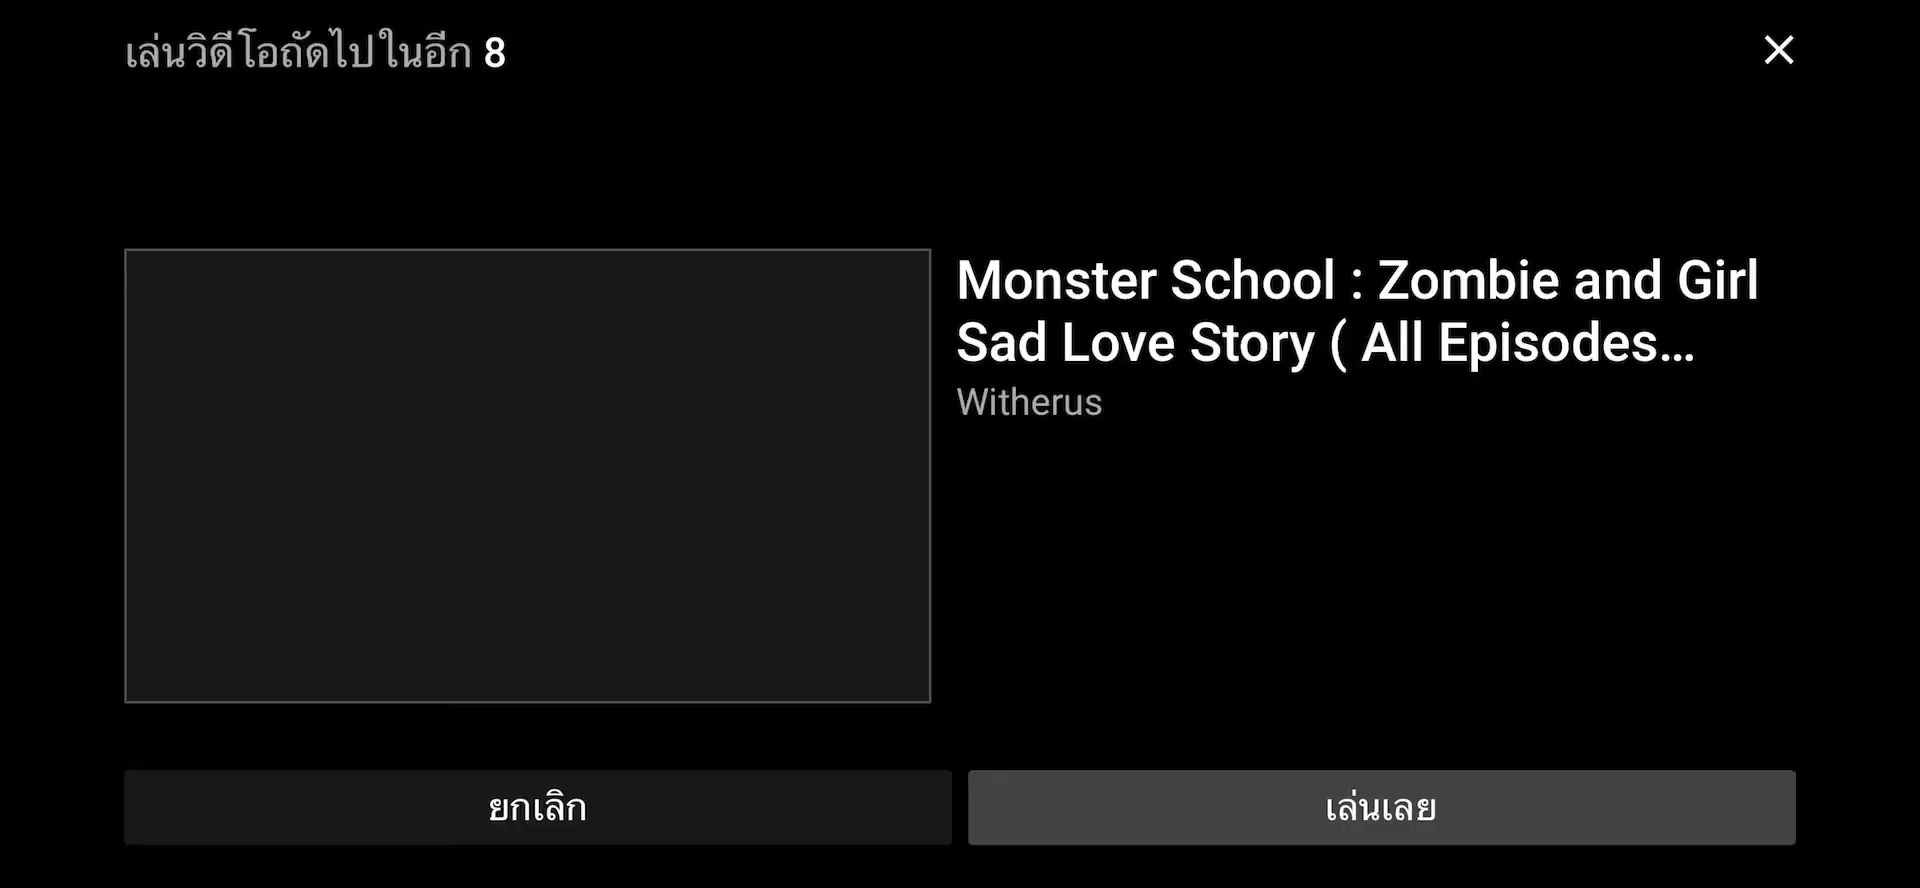 เล่นวิดีโอถัดไปในอีก 8
Monster School : Zombie and Girl
Sad Love Story ( All Episodes...
Witherus
ยกเลิก
เล่นเลย